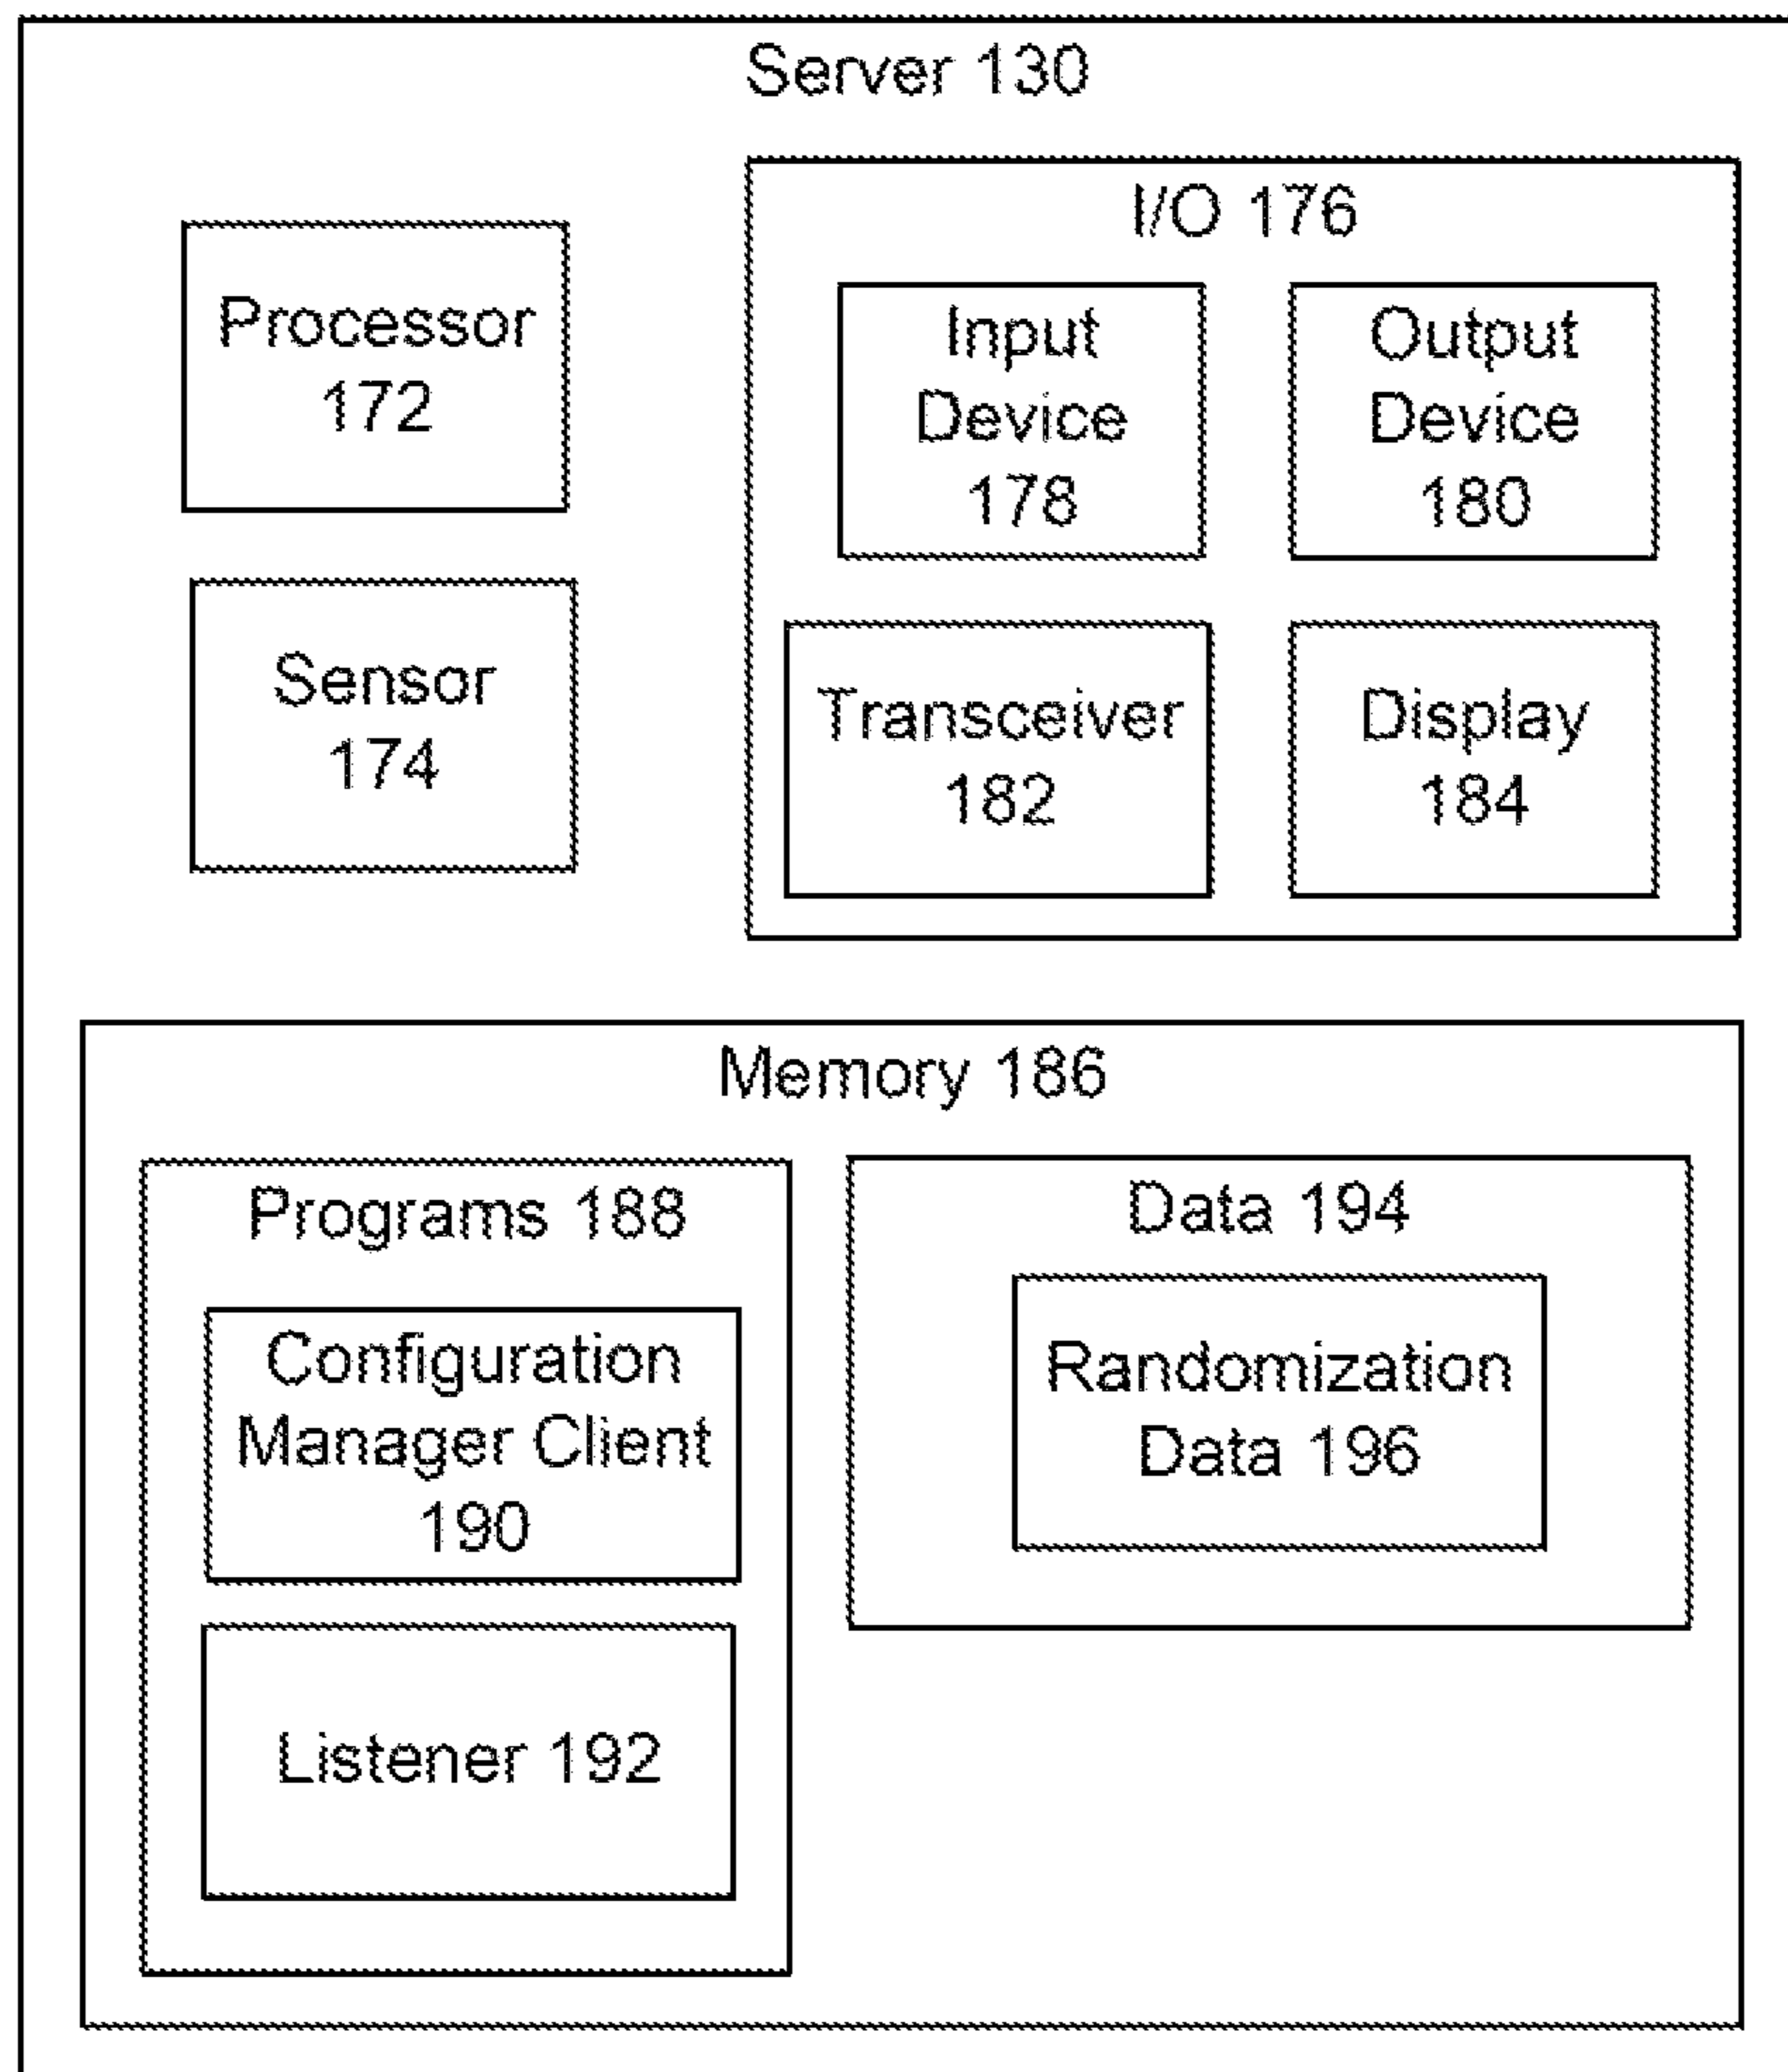 Server 130
Processor
172
Sensor
174
I/O 176
Input
Device
178
Output
Device
180
Transceiver
182
Display
184
Memory 186
Programs 188
Configuration
Manager Client
190
Listener 192
Data 194
Randomization
Data 196